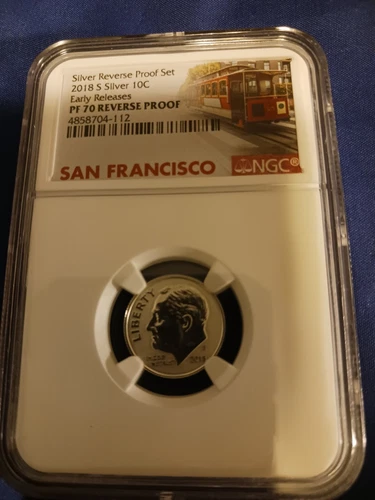 Silver Reverse Proof Set
2018 S Silver 10C
Early Releases
PF 70 REVERSE PROOF
4858704-112
SAN FRANCISCO
NGC®
LIBERTY
2018